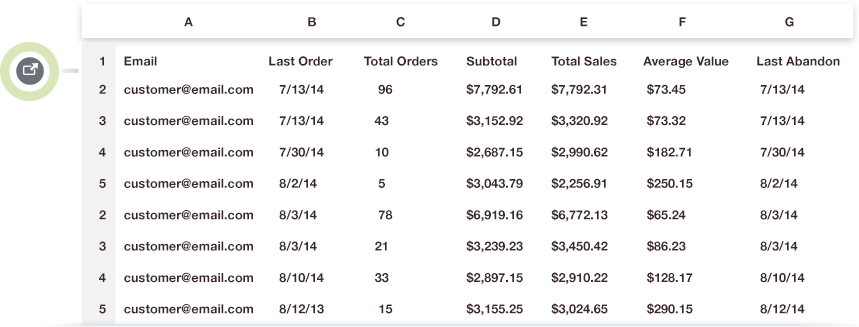 A B C D E F G
1 Email Last Order Total Orders Subtotal Total Sales Average Value Last Abandon
2 customer@email.com 7/13/14 96 $7,792.61 $7,792.31 $73.45 7/13/14
3 customer@email.com 7/13/14 43 $3,152.92 $3,320.92 $73.32 7/13/14
4 customer@email.com 7/30/14 10 $2,687.15 $2,990.62 $182.71 7/30/14
5 customer@email.com 8/2/14 5 $3,043.79 $2,256.91 $250.15 8/2/14
2 customer@email.com 8/3/14 78 $6,919.16 $6,772.13 $65.24 8/3/14
3 customer@email.com 8/3/14 21 $3,239.23 $3,450.42 $86.23 8/3/14
4 customer@email.com 8/10/14 33 $2,897.15 $2,910.22 $128.17 8/10/14
5 customer@email.com 8/12/13 15 $3,155.25 $3,024.65 $290.15 8/12/14